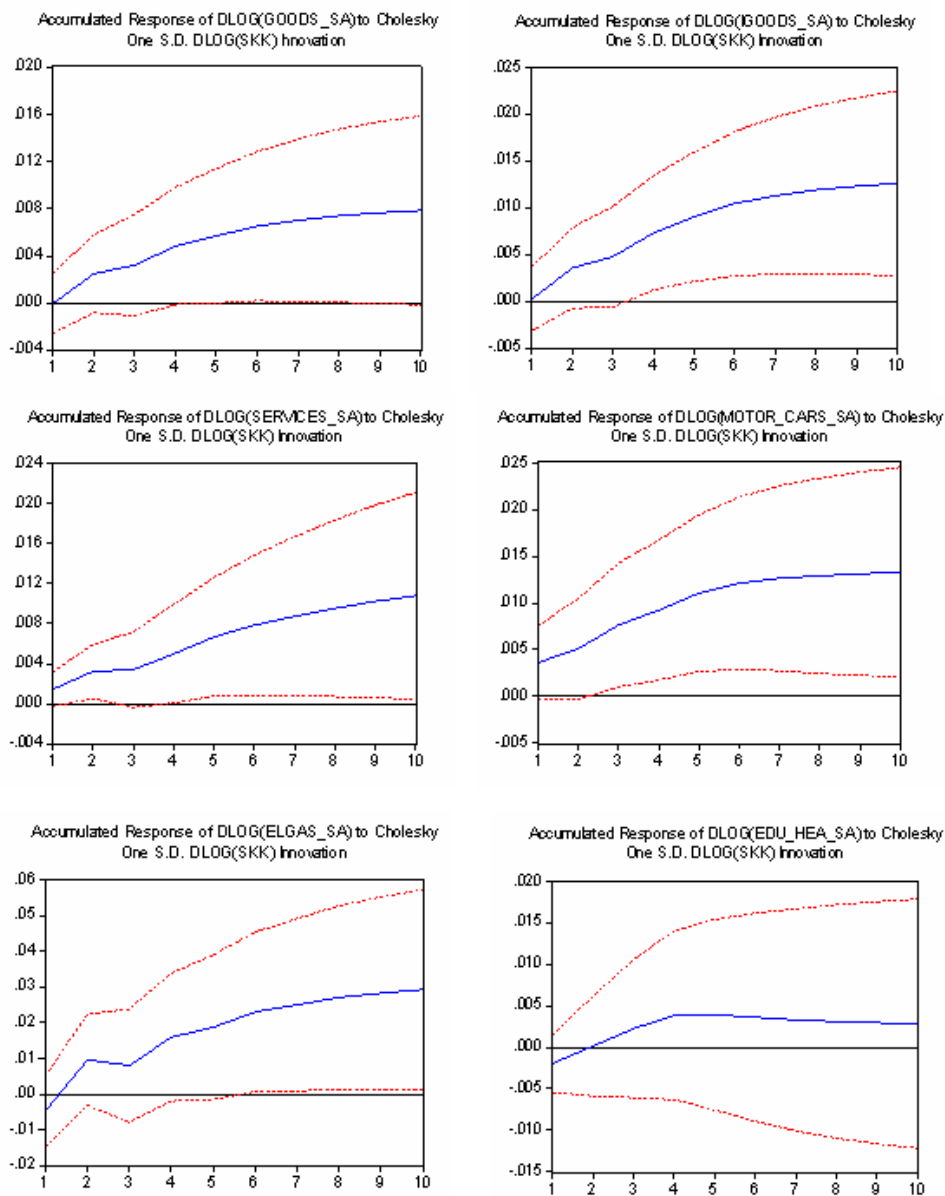 Accumulated Response of DLOG(GOODS_SA)to Cholesky
One S.D. DLOG(SKK) Innovation
.020
.016
.012
.008
.004
.000
-.004
1 2 3 4 5 6 7 8 9 10
Accumulated Response of DLOG(IGOODS_SA)to Cholesky
One S.D. DLOG(SKK) Innovation
.025
.020
.015
.010
.005
.000
-.005
1 2 3 4 5 6 7 8 9 10
Accumulated Response of DLOG(SERVICES_SA)to Cholesky
One S.D. DLOG(SKK) Innovation
.024
.020
.016
.012
.008
.004
.000
-.004
1 2 3 4 5 6 7 8 9 10
Accumulated Response of DLOG(MOTOR_CARS_SA)to Cholesky
One S.D. DLOG(SKK) Innovation
.025
.020
.015
.010
.005
.000
-.005
1 2 3 4 5 6 7 8 9 10
Accumulated Response of DLOG(ELGAS_SA)to Cholesky
One S.D. DLOG(SKK) Innovation
.06
.05
.04
.03
.02
.01
.00
-.01
-.02
1 2 3 4 5 6 7 8 9 10
Accumulated Response of DLOG(EDU_HEA_SA)to Cholesky
One S.D. DLOG(SKK) Innovation
.020
.015
.010
.005
.000
-.005
-.010
-.015
1 2 3 4 5 6 7 8 9 10